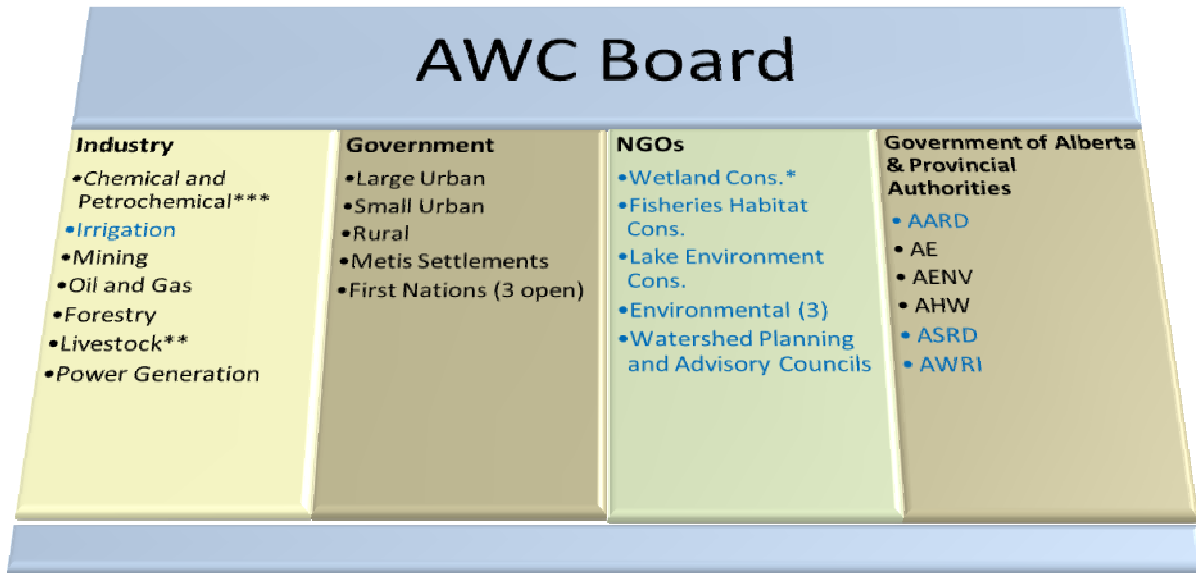 AWC Board
Industry
•Chemical and
Petrochemical***
•Irrigation
•Mining
•Oil and Gas
•Forestry
•Livestock**
•Power Generation
Government
•Large Urban
•Small Urban
•Rural
•Metis Settlements
•First Nations (3 open)
NGOs
•Wetland Cons.*
•Fisheries Habitat
Cons.
•Lake Environment
Cons.
•Environmental (3)
•Watershed Planning
and Advisory Councils
Government of Alberta
& Provincial
Authorities
• AARD
• AE
• AENV
• AHW
• ASRD
• AWRI